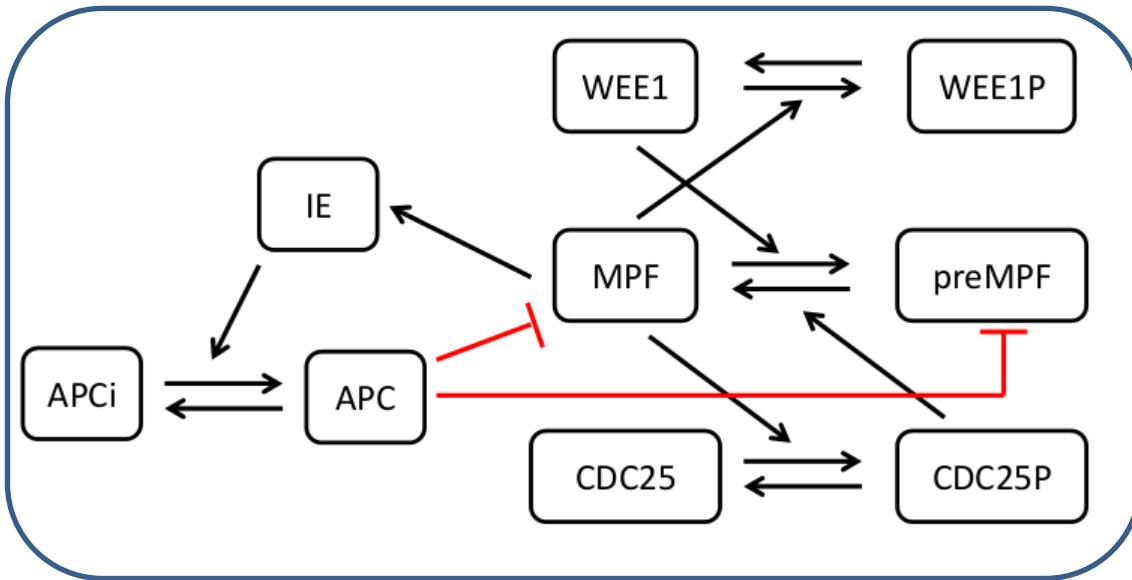 WEE1
WEE1P
IE
MPF
preMPF
APCi
APC
CDC25
CDC25P